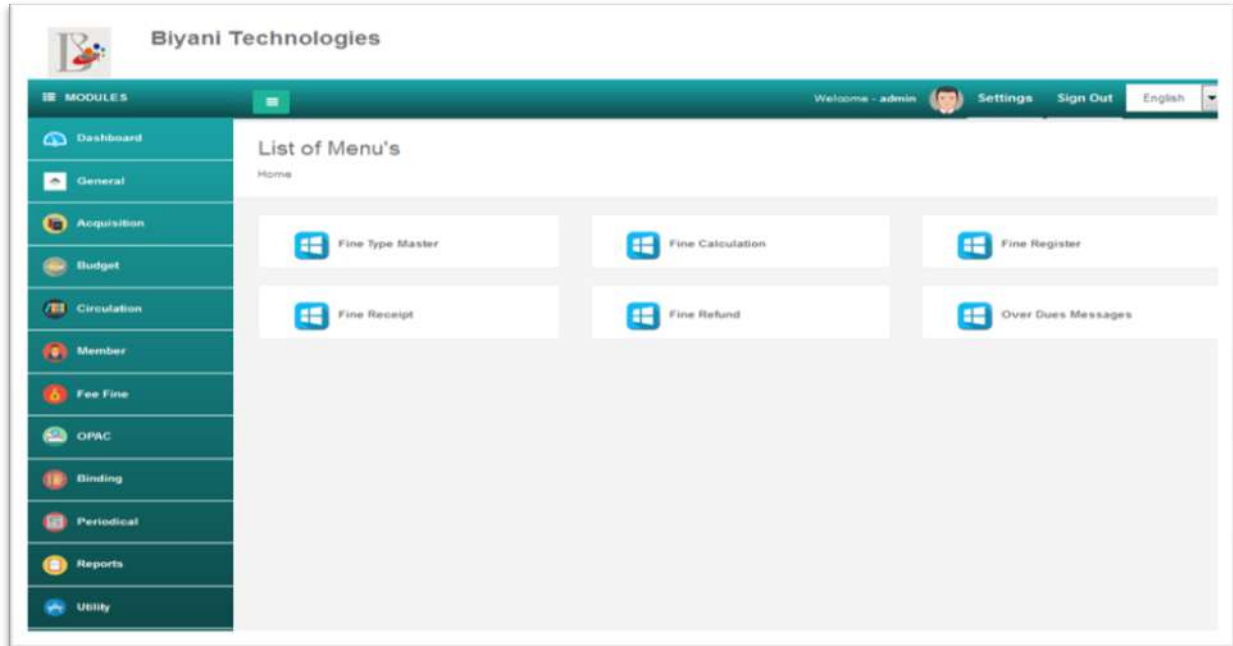 Biyani Technologies
MODULES
Welcome - admin Settings Sign Out English
Dashboard
General
Acquisition
Budget
Circulation
Member
Fee Fine
OPAC
Binding
Periodical
Reports
Utility
List of Menu's
Home
Fine Type Master Fine Calculation Fine Register
Fine Receipt Fine Refund Over Dues Messages